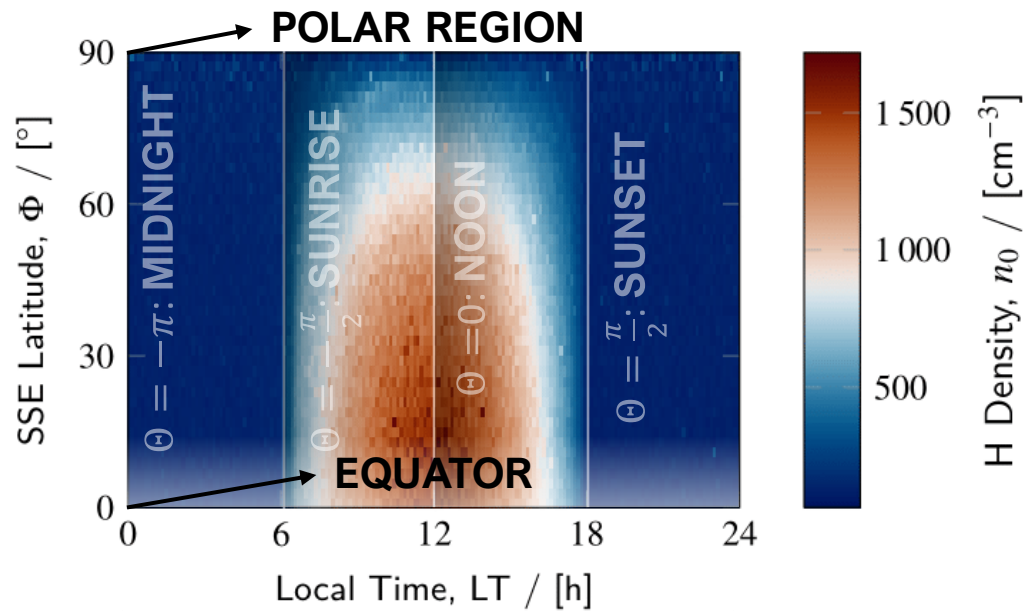 POLAR REGION
90
60
30
0
SSE Latitude, Φ / [°]
Θ = −π: MIDNIGHT
Θ = −π/2: SUNRISE
Θ =0: NOON
Θ = π/2: SUNSET
EQUATOR
0
6
12
18
24
Local Time, LT / [h]
1 500
1 000
500
H Density, n₀ / [cm⁻³]